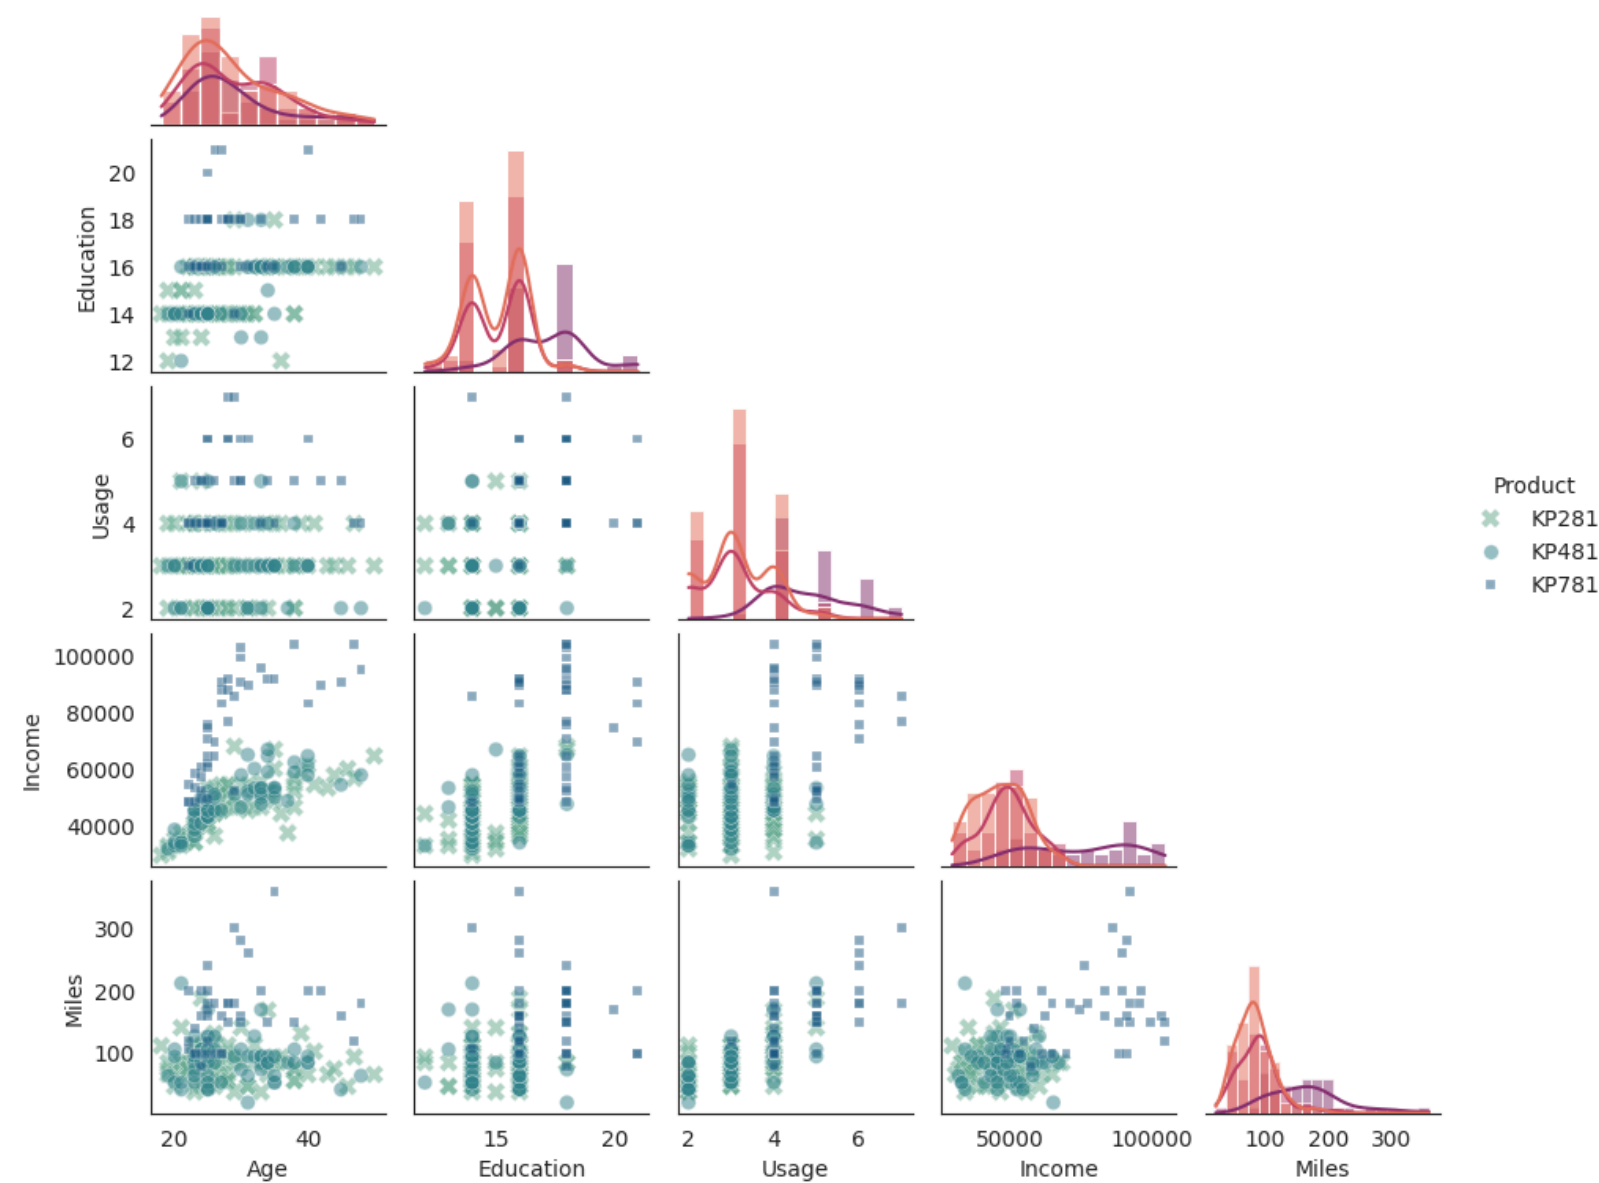 Education
20
18
16
14
12
Usage
6
4
2
Income
100000
80000
60000
40000
Miles
300
200
100
20 40
15 20
2 4 6
50000 100000
100 200 300
Age
Education
Usage
Income
Miles
Product
KP281
KP481
KP781